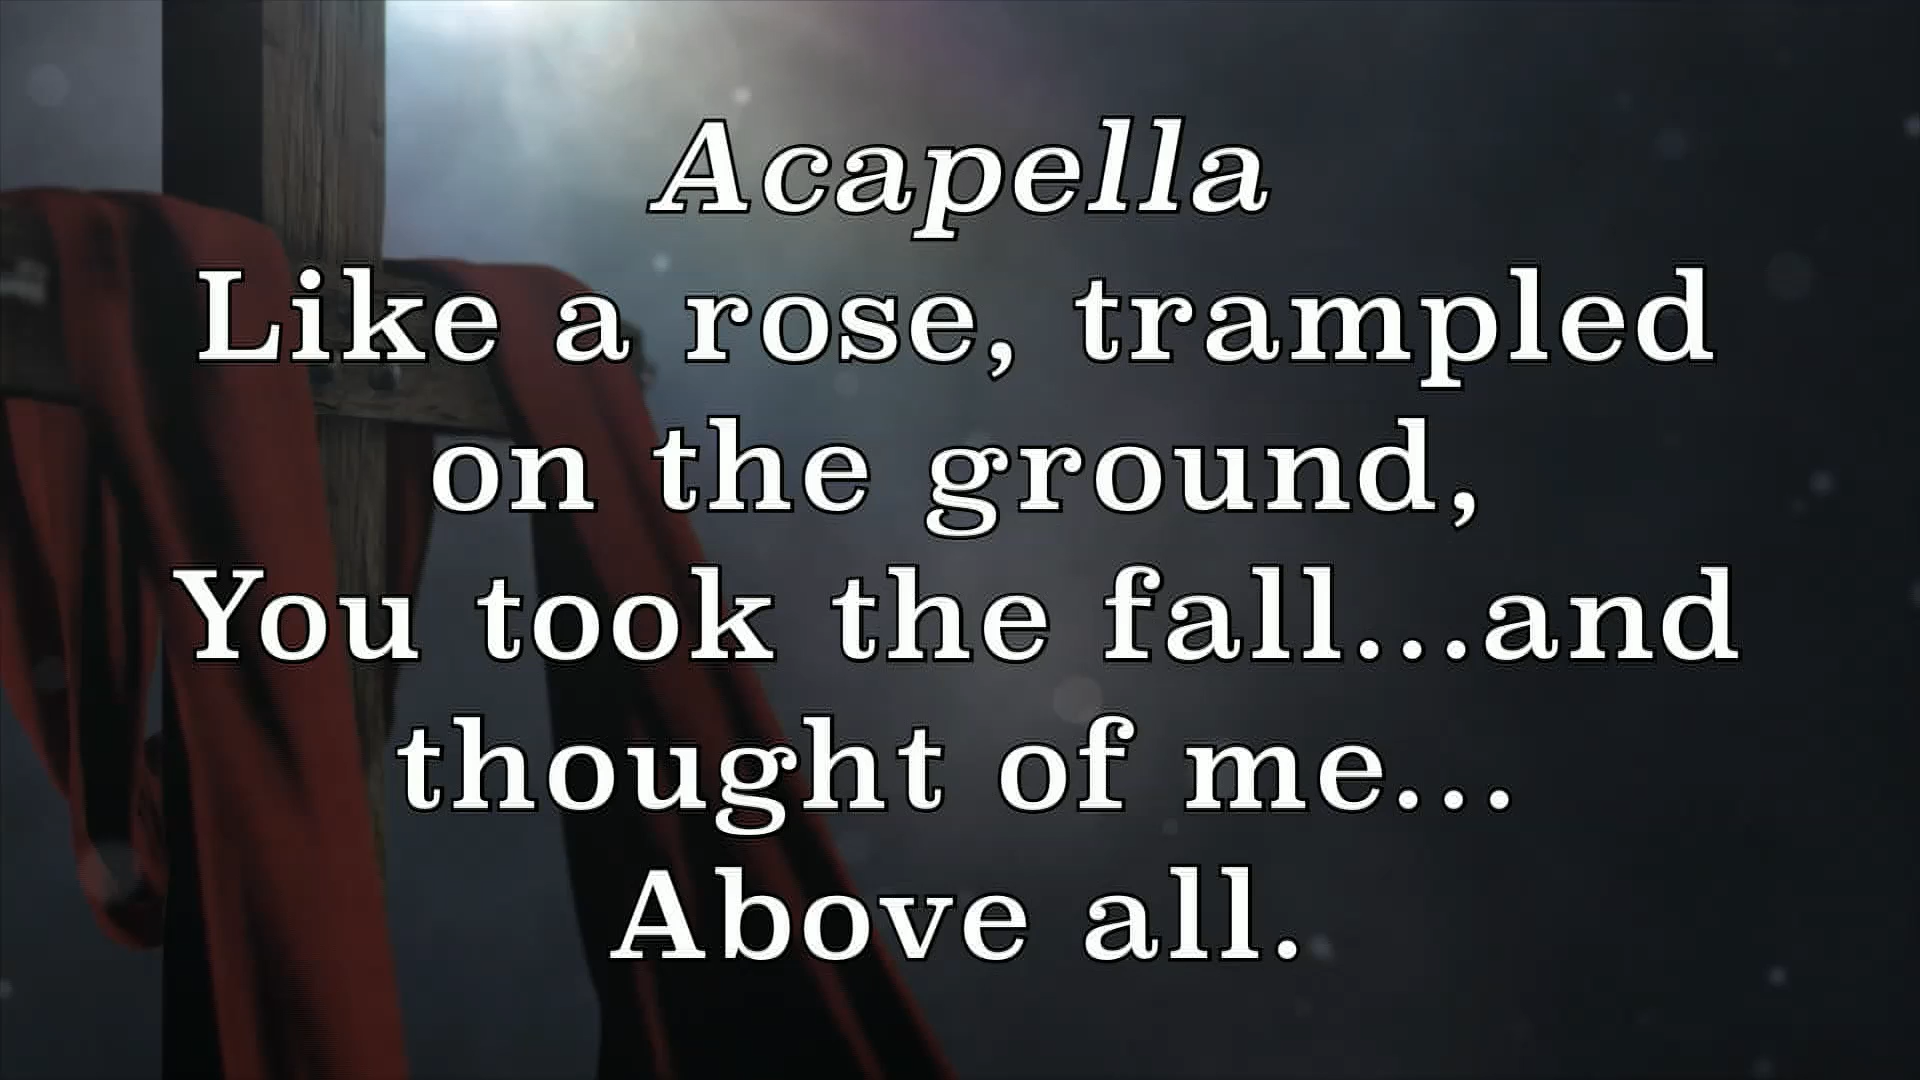 Acapella
Like a rose, trampled
on the ground,
You took the fall...and
thought of me...
Above all.